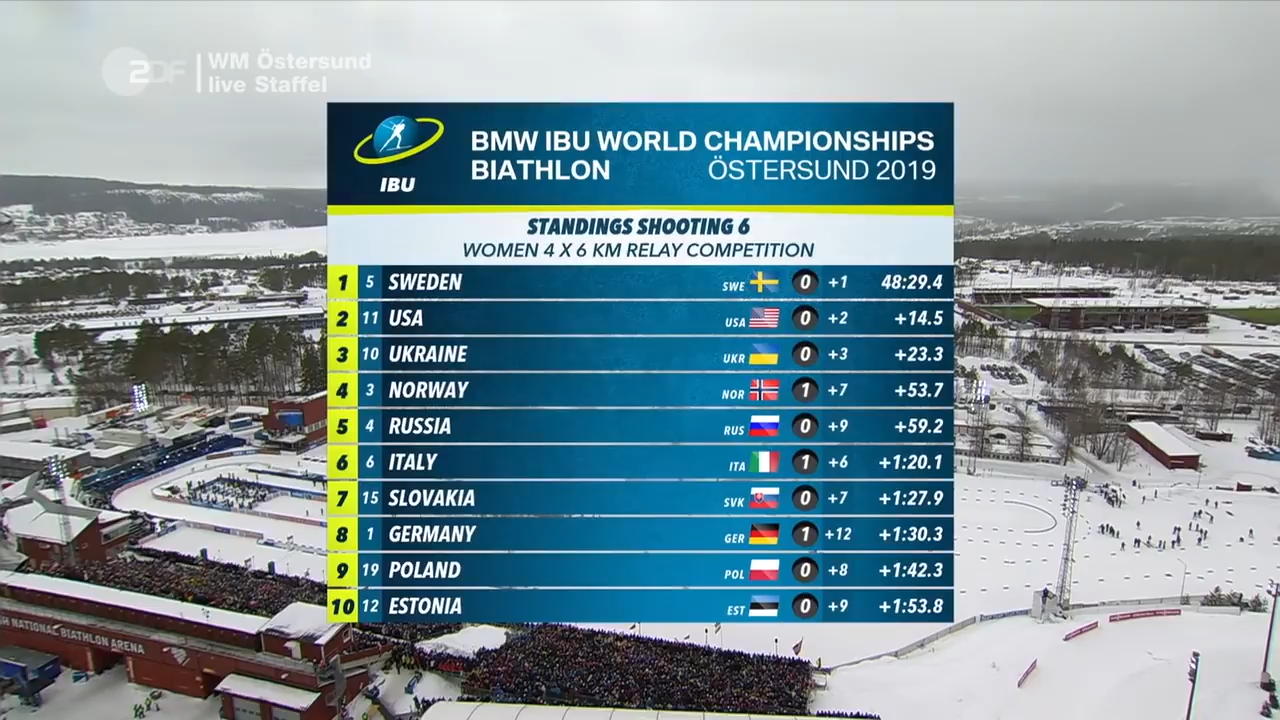 2DF WM Östersund
live Staffel
IBU
BMW IBU WORLD CHAMPIONSHIPS
BIATHLON ÖSTERSUND 2019
STANDINGS SHOOTING 6
WOMEN 4 X 6 KM RELAY COMPETITION
1 5 SWEDEN SWE 0 +1 48:29.4
2 11 USA USA 0 +2 +14.5
3 10 UKRAINE UKR 0 +3 +23.3
4 3 NORWAY NOR 1 +7 +53.7
5 4 RUSSIA RUS 0 +9 +59.2
6 6 ITALY ITA 1 +6 +1:20.1
7 15 SLOVAKIA SVK 0 +7 +1:27.9
8 1 GERMANY GER 1 +12 +1:30.3
9 19 POLAND POL 0 +8 +1:42.3
10 12 ESTONIA EST 0 +9 +1:53.8
NATIONAL BIATHLON ARENA